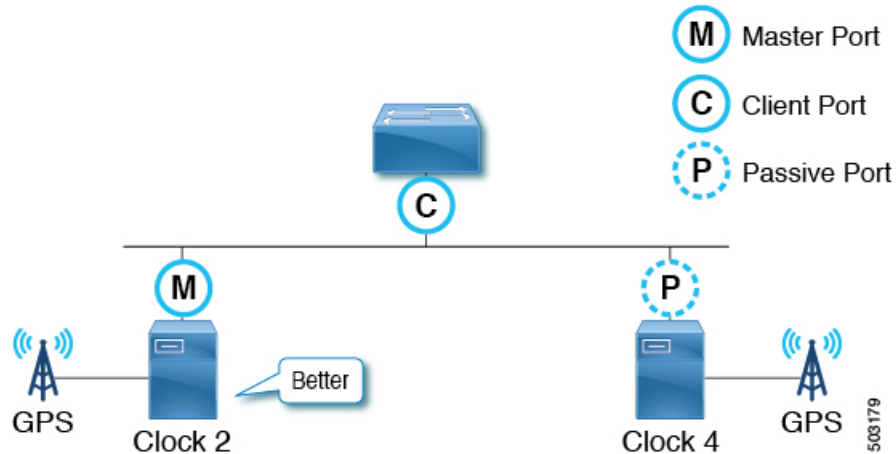 M Master Port
C Client Port
P Passive Port
C
M
P
Better
GPS
Clock 2
Clock 4
GPS
503179